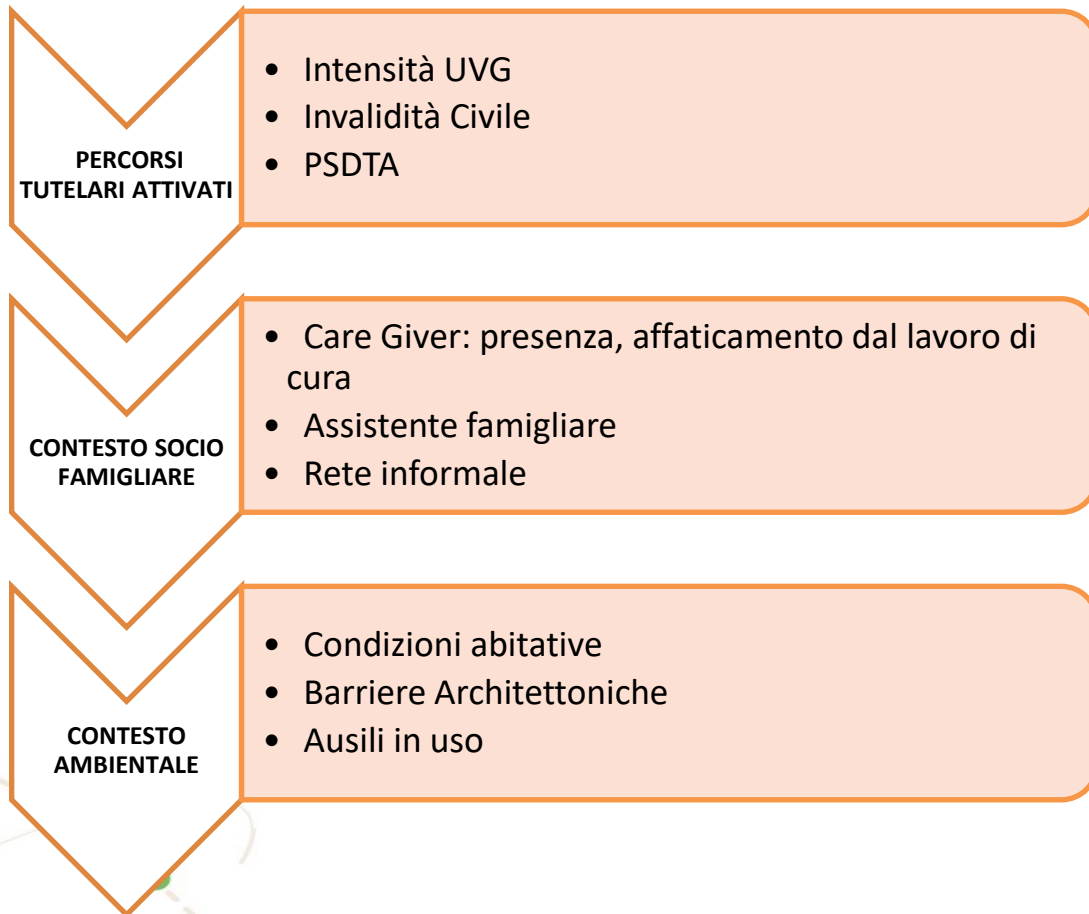 PERCORSI
TUTELARI ATTIVATI
• Intensità UVG
• Invalidità Civile
• PSDTA
CONTESTO SOCIO
FAMIGLIARE
• Care Giver: presenza, affaticamento dal lavoro di
cura
• Assistente famigliare
• Rete informale
CONTESTO
AMBIENTALE
• Condizioni abitative
• Barriere Architettoniche
• Ausili in uso